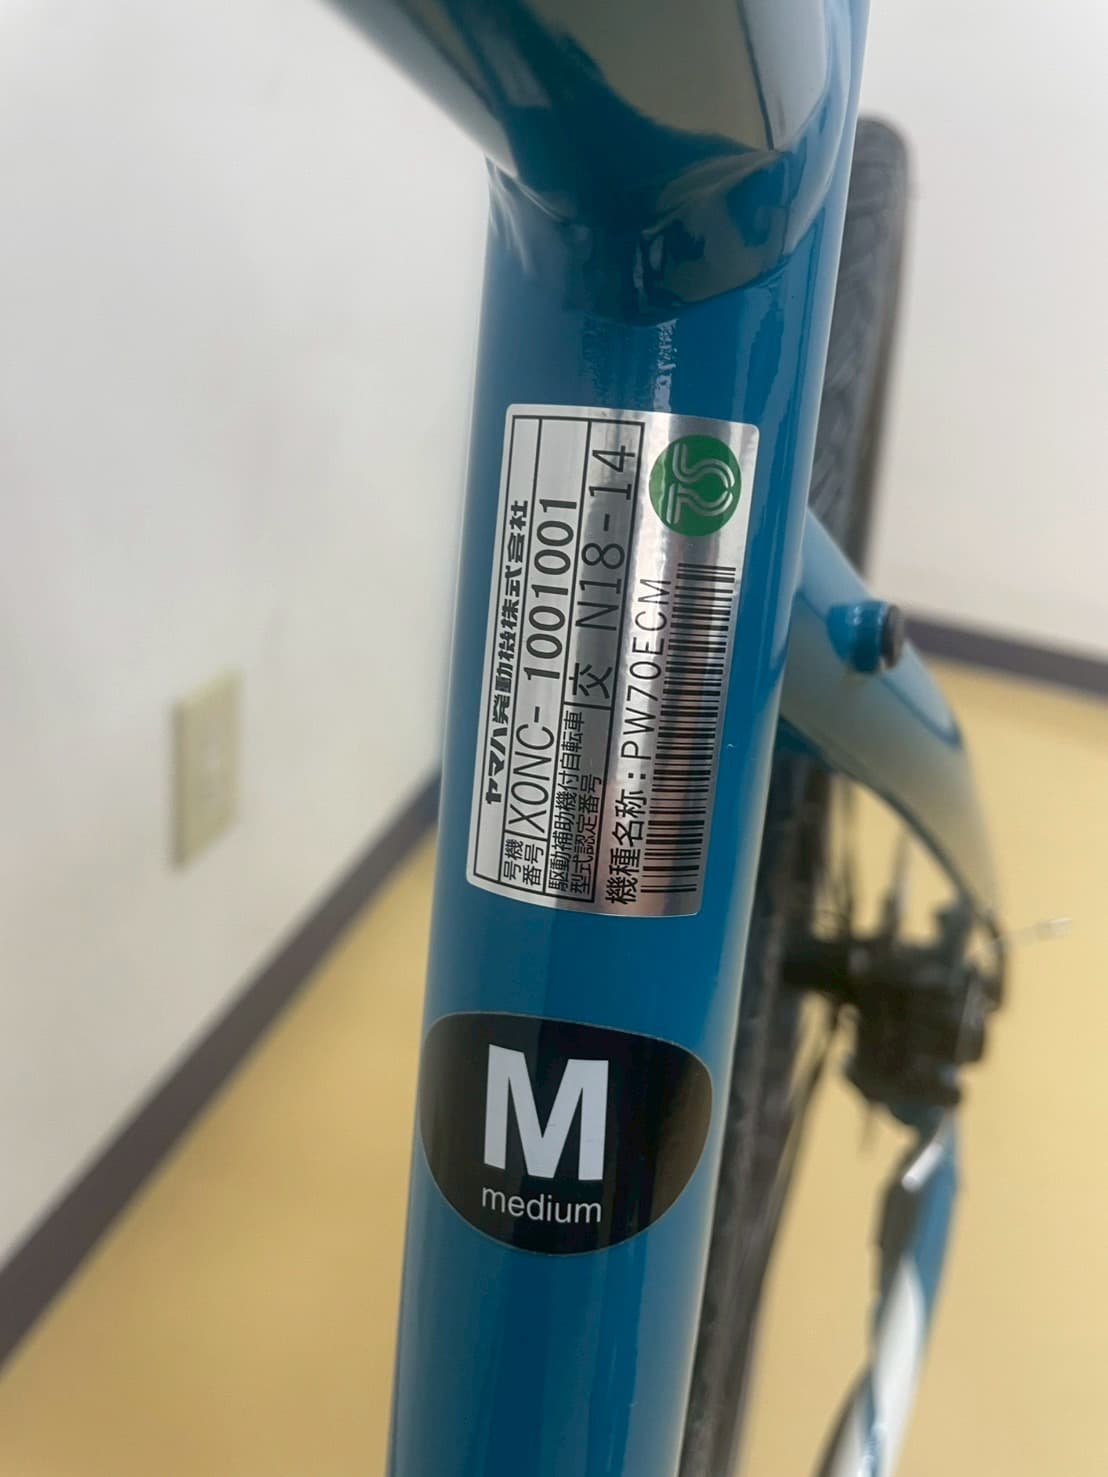 ヤマハ発動機株式会社
号機番号 XONC-1001001
駆動補助機付自転車型式認定番号 交 N18-14
機種名称:PW70ECM
TS
M
medium